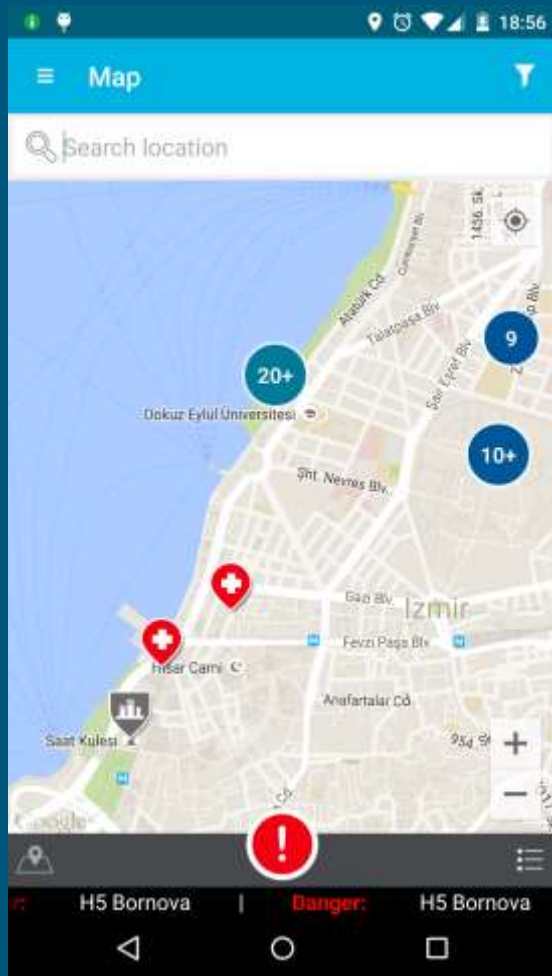 18:56
Map
Search location
1456. Sk.
Cumhuriyet Blv.
Atatürk Cd.
Talatpaşa Blv
9
Şair Eşref Blv.
20+
Dokuz Eylül Üniversitesi
10+
Şht. Nevres Blv.
Gazi Blv.
İzmir
Fevzi Paşa Blv
Hisar Cami
Anafartalar Cd
Saat Kulesi
954
+
−
Google
!
r: H5 Bornova | Danger: H5 Bornova